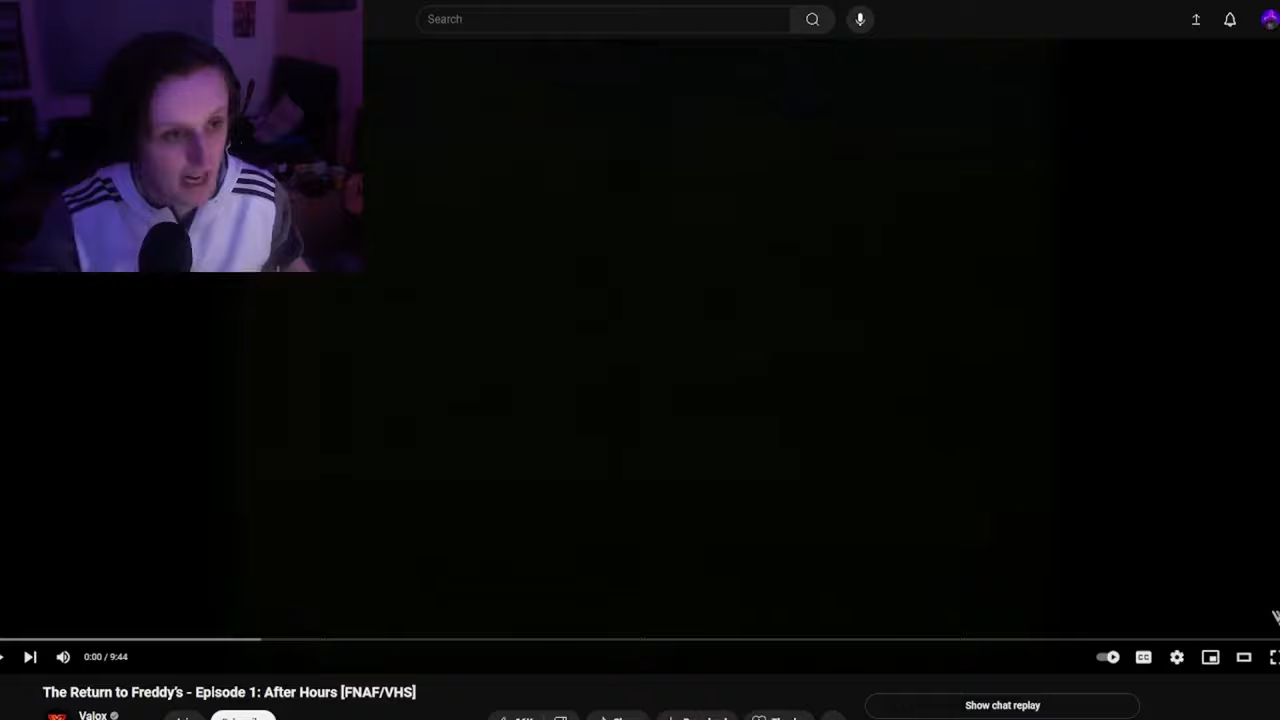 Search
0:00 / 9:44
CC
The Return to Freddy's - Episode 1: After Hours [FNAF/VHS]
Valox
Show chat replay